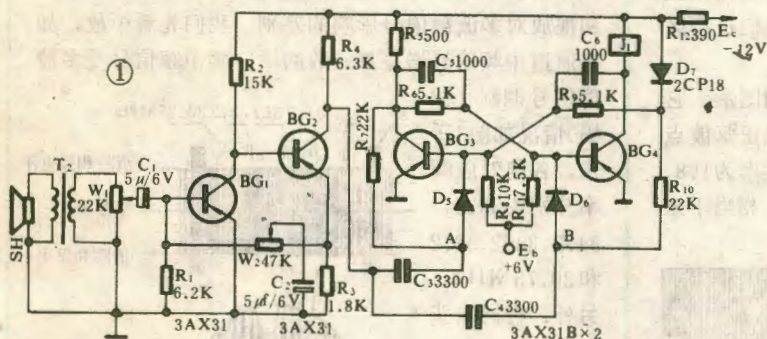 ①
SH
T₂
W₁
22K
C₁
5μ/6V
R₁
6.2K
R₂
15K
BG₁
3AX31
R₄
6.3K
BG₂
W₂47K
C₂
5μ/6V
R₃
1.8K
3AX31
R₅500
C₅1000
R₆5.1K
R₇22K
BG₃
D₅
A
R₈10K
R₁₁7.5K
E_b
+6V
C₃3300
C₄3300
D₆
B
3AX31B×2
BG₄
C₆
1000
J₁
R₉5.1K
R₁₀
22K
D₇
2CP18
R₁₂390
-12V